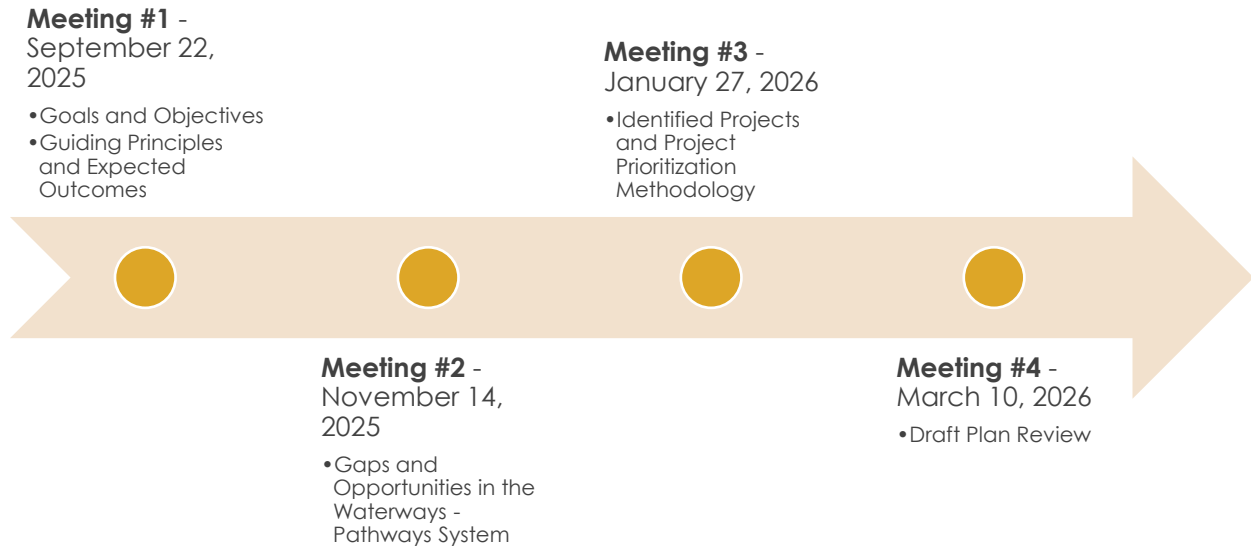 Meeting #1 -
September 22,
2025
•Goals and Objectives
•Guiding Principles
and Expected
Outcomes
Meeting #2 -
November 14,
2025
•Gaps and
Opportunities in the
Waterways -
Pathways System
Meeting #3 -
January 27, 2026
•Identified Projects
and Project
Prioritization
Methodology
Meeting #4 -
March 10, 2026
•Draft Plan Review